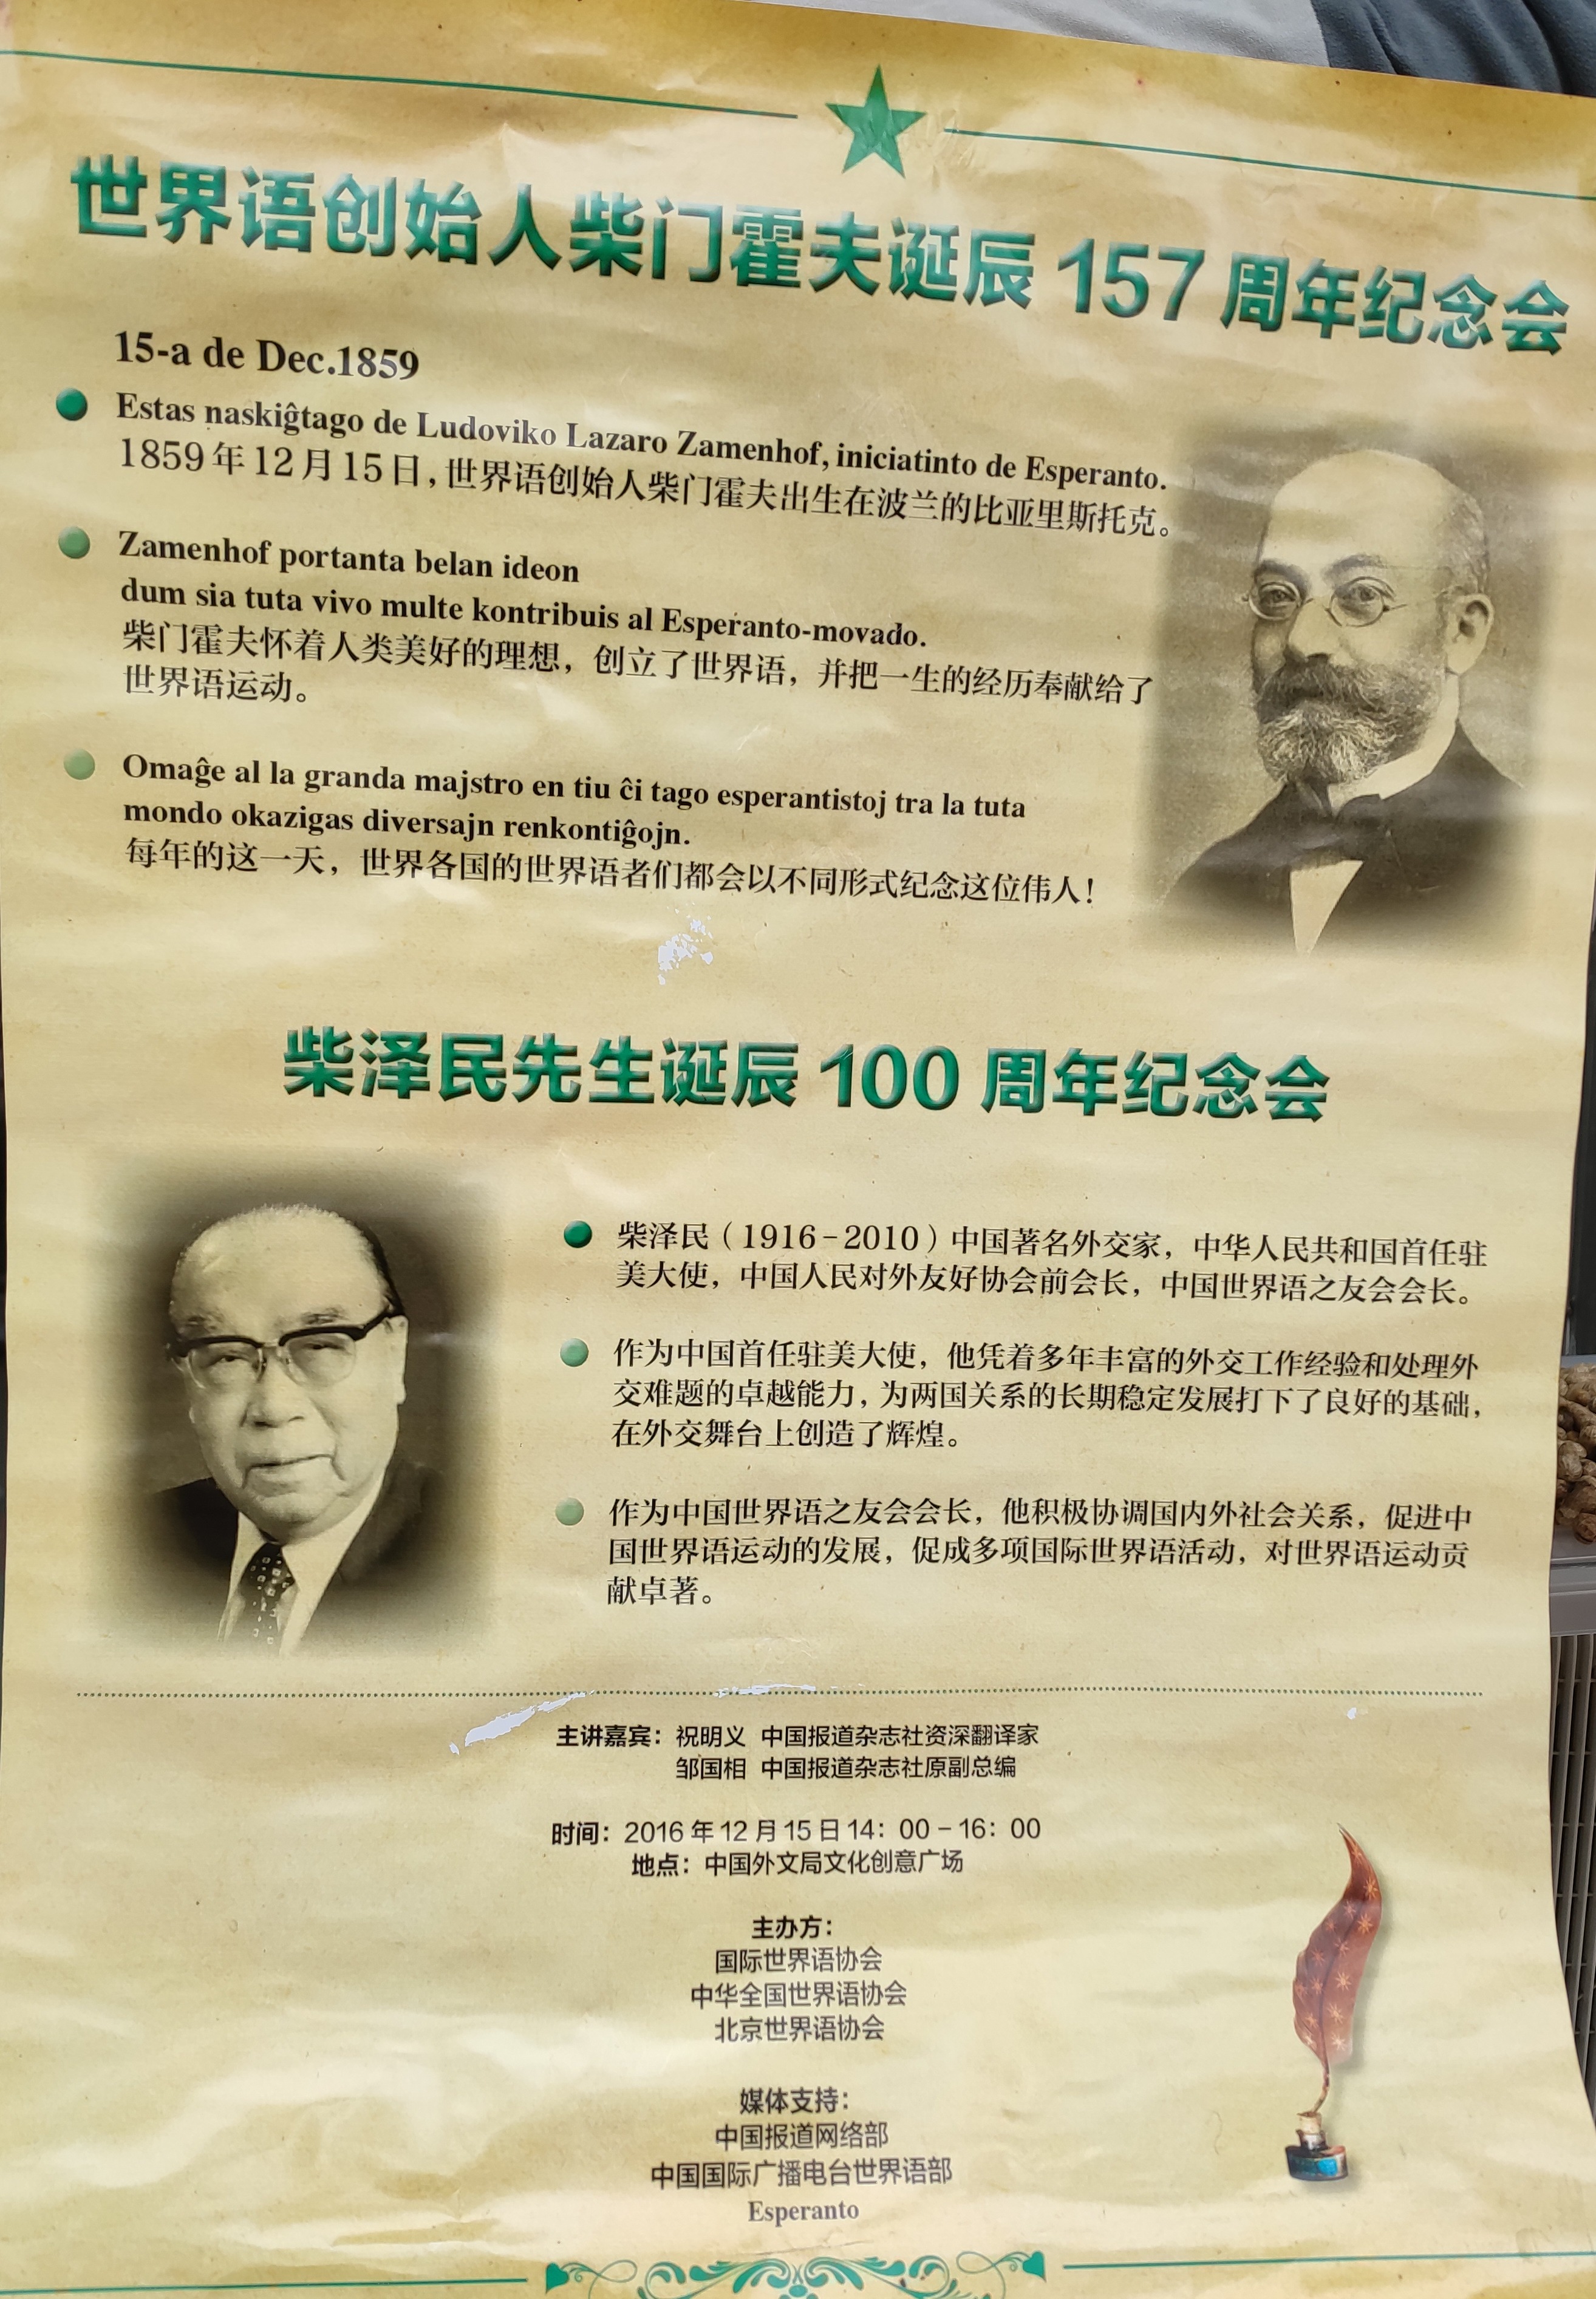 世界语创始人柴门霍夫诞辰 157 周年纪念会
15-a de Dec.1859
Estas naskiĝtago de Ludoviko Lazaro Zamenhof, iniciatinto de Esperanto.
1859年12月15日,世界语创始人柴门霍夫出生在波兰的比亚里斯托克。
Zamenhof portanta belan ideon
dum sia tuta vivo multe kontribuis al Esperanto-movado.
柴门霍夫怀着人类美好的理想，创立了世界语，并把一生的经历奉献给了
世界语运动。
Omaĝe al la granda majstro en tiu ĉi tago esperantistoj tra la tuta
mondo okazigas diversajn renkontiĝojn.
每年的这一天，世界各国的世界语者们都会以不同形式纪念这位伟人！
柴泽民先生诞辰 100 周年纪念会
柴泽民（1916-2010）中国著名外交家，中华人民共和国首任驻
美大使，中国人民对外友好协会前会长，中国世界语之友会会长。
作为中国首任驻美大使，他凭着多年丰富的外交工作经验和处理外
交难题的卓越能力，为两国关系的长期稳定发展打下了良好的基础，
在外交舞台上创造了辉煌。
作为中国世界语之友会会长，他积极协调国内外社会关系，促进中
国世界语运动的发展，促成多项国际世界语活动，对世界语运动贡
献卓著。
主讲嘉宾：祝明义 中国报道杂志社资深翻译家
邹国相 中国报道杂志社原副总编
时间：2016年12月15日14：00-16：00
地点：中国外文局文化创意广场
主办方：
国际世界语协会
中华全国世界语协会
北京世界语协会
媒体支持：
中国报道网络部
中国国际广播电台世界语部
Esperanto